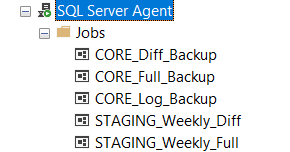 SQL Server Agent
Jobs
CORE_Diff_Backup
CORE_Full_Backup
CORE_Log_Backup
STAGING_Weekly_Diff
STAGING_Weekly_Full